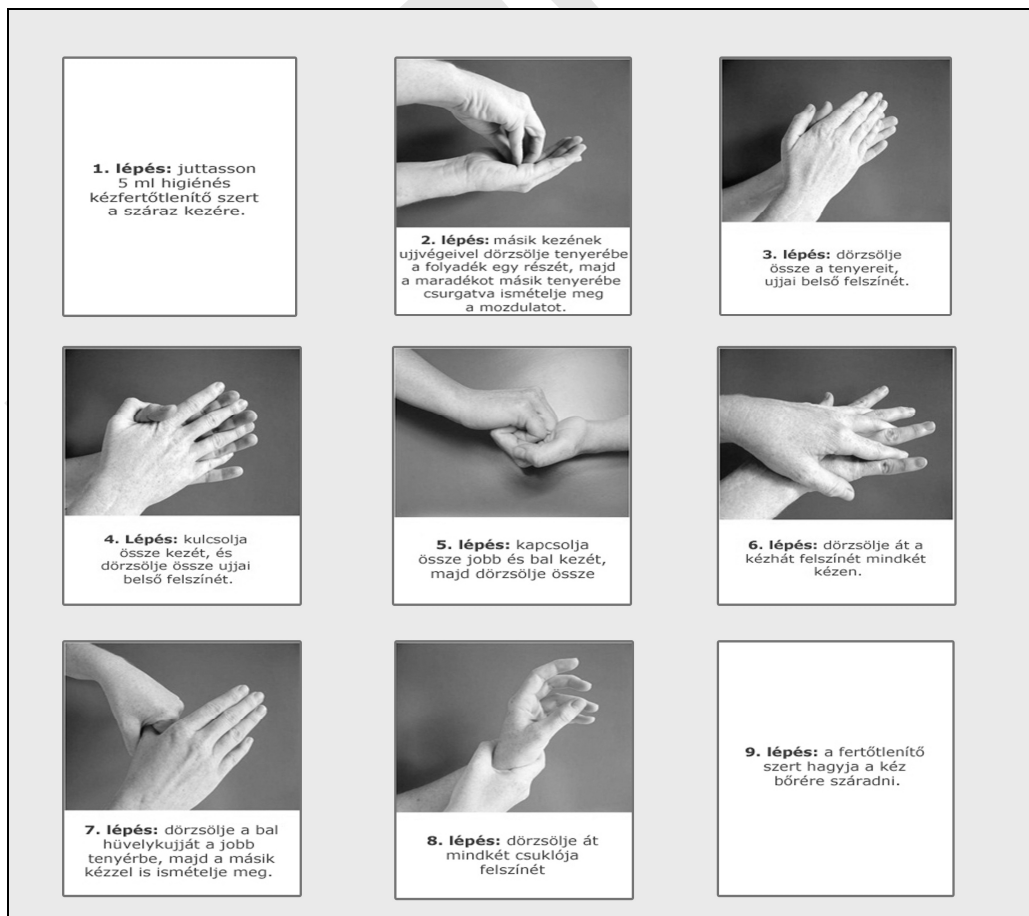 1. lépés: juttasson
5 ml higiénés
kézfertőtlenítő szert
a száraz kezére.
2. lépés: másik kezének
ujjvégeivel dörzsölje tenyerébe
a folyadék egy részét, majd
a maradékot másik tenyerébe
csurgatva ismételje meg
a mozdulatot.
3. lépés: dörzsölje
össze a tenyereit,
ujjai belső felszínét.
4. Lépés: kulcsolja
össze kezét, és
dörzsölje össze ujjai
belső felszínét.
5. lépés: kapcsolja
össze jobb és bal kezét,
majd dörzsölje össze
6. lépés: dörzsölje át a
kézhát felszínét mindkét
kézen.
7. lépés: dörzsölje a bal
hüvelykujját a jobb
tenyérbe, majd a másik
kézzel is ismételje meg.
8. lépés: dörzsölje át
mindkét csuklója
felszínét
9. lépés: a fertőtlenítő
szert hagyja a kéz
bőrére száradni.